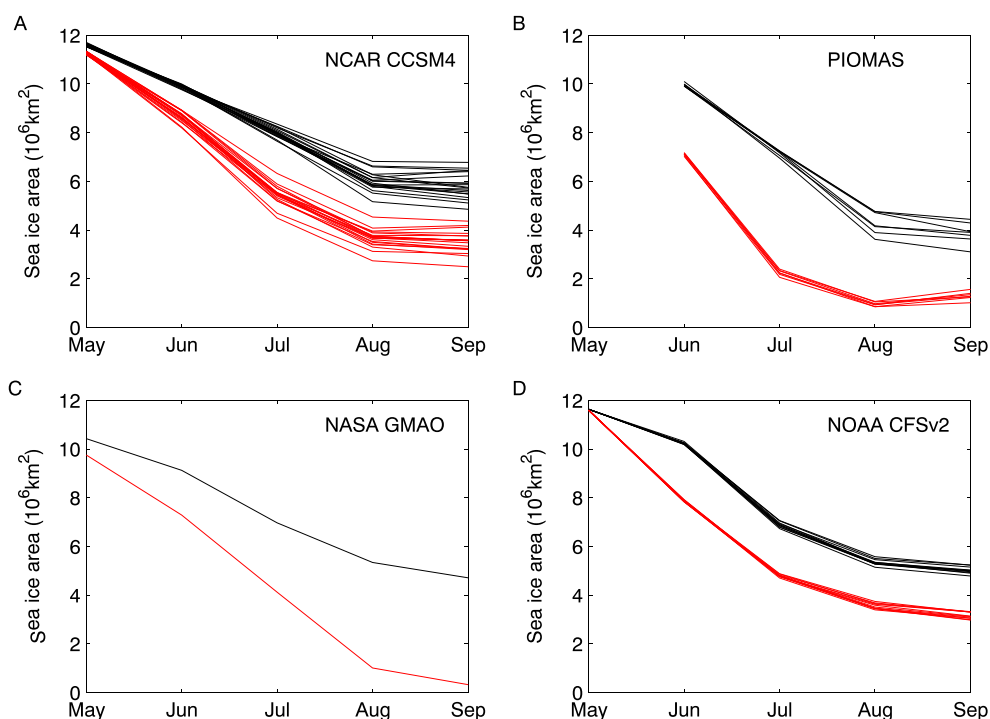 A
NCAR CCSM4
Sea ice area (10⁶km²)
12
10
8
6
4
2
0
May Jun Jul Aug Sep
B
PIOMAS
Sea ice area (10⁶km²)
12
10
8
6
4
2
0
May Jun Jul Aug Sep
C
NASA GMAO
Sea ice area (10⁶km²)
12
10
8
6
4
2
0
May Jun Jul Aug Sep
D
NOAA CFSv2
Sea ice area (10⁶km²)
12
10
8
6
4
2
0
May Jun Jul Aug Sep